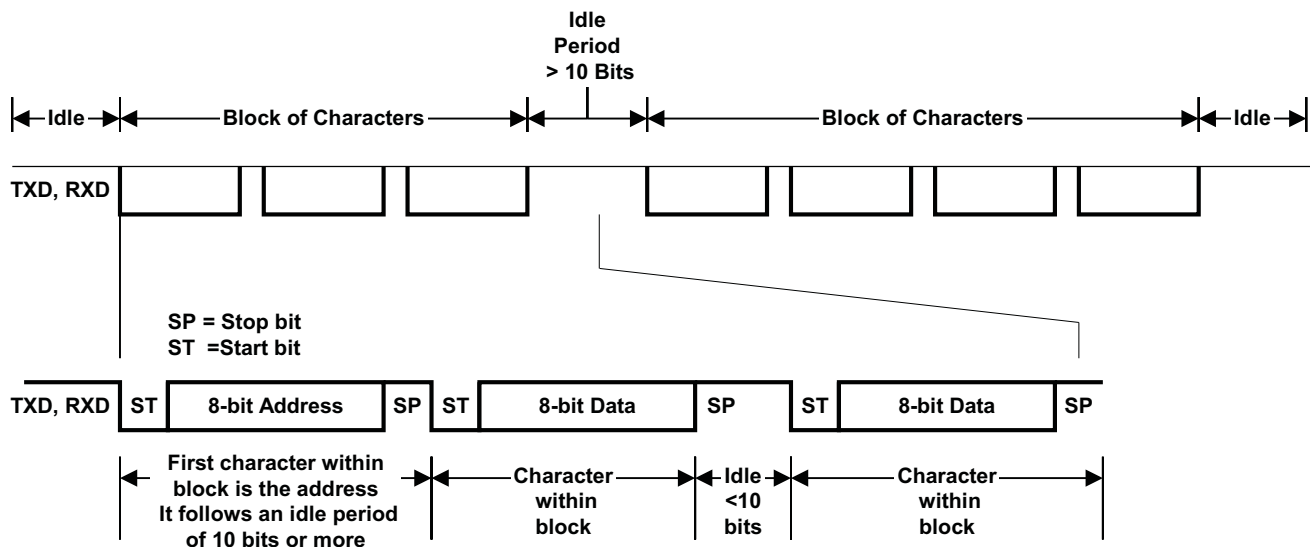 Idle
Period
> 10 Bits
Idle
Block of Characters
Block of Characters
Idle
TXD, RXD
SP = Stop bit
ST =Start bit
TXD, RXD
ST
8-bit Address
SP
ST
8-bit Data
SP
ST
8-bit Data
SP
First character within
block is the address
It follows an idle period
of 10 bits or more
Character
within
block
Idle
<10
bits
Character
within
block